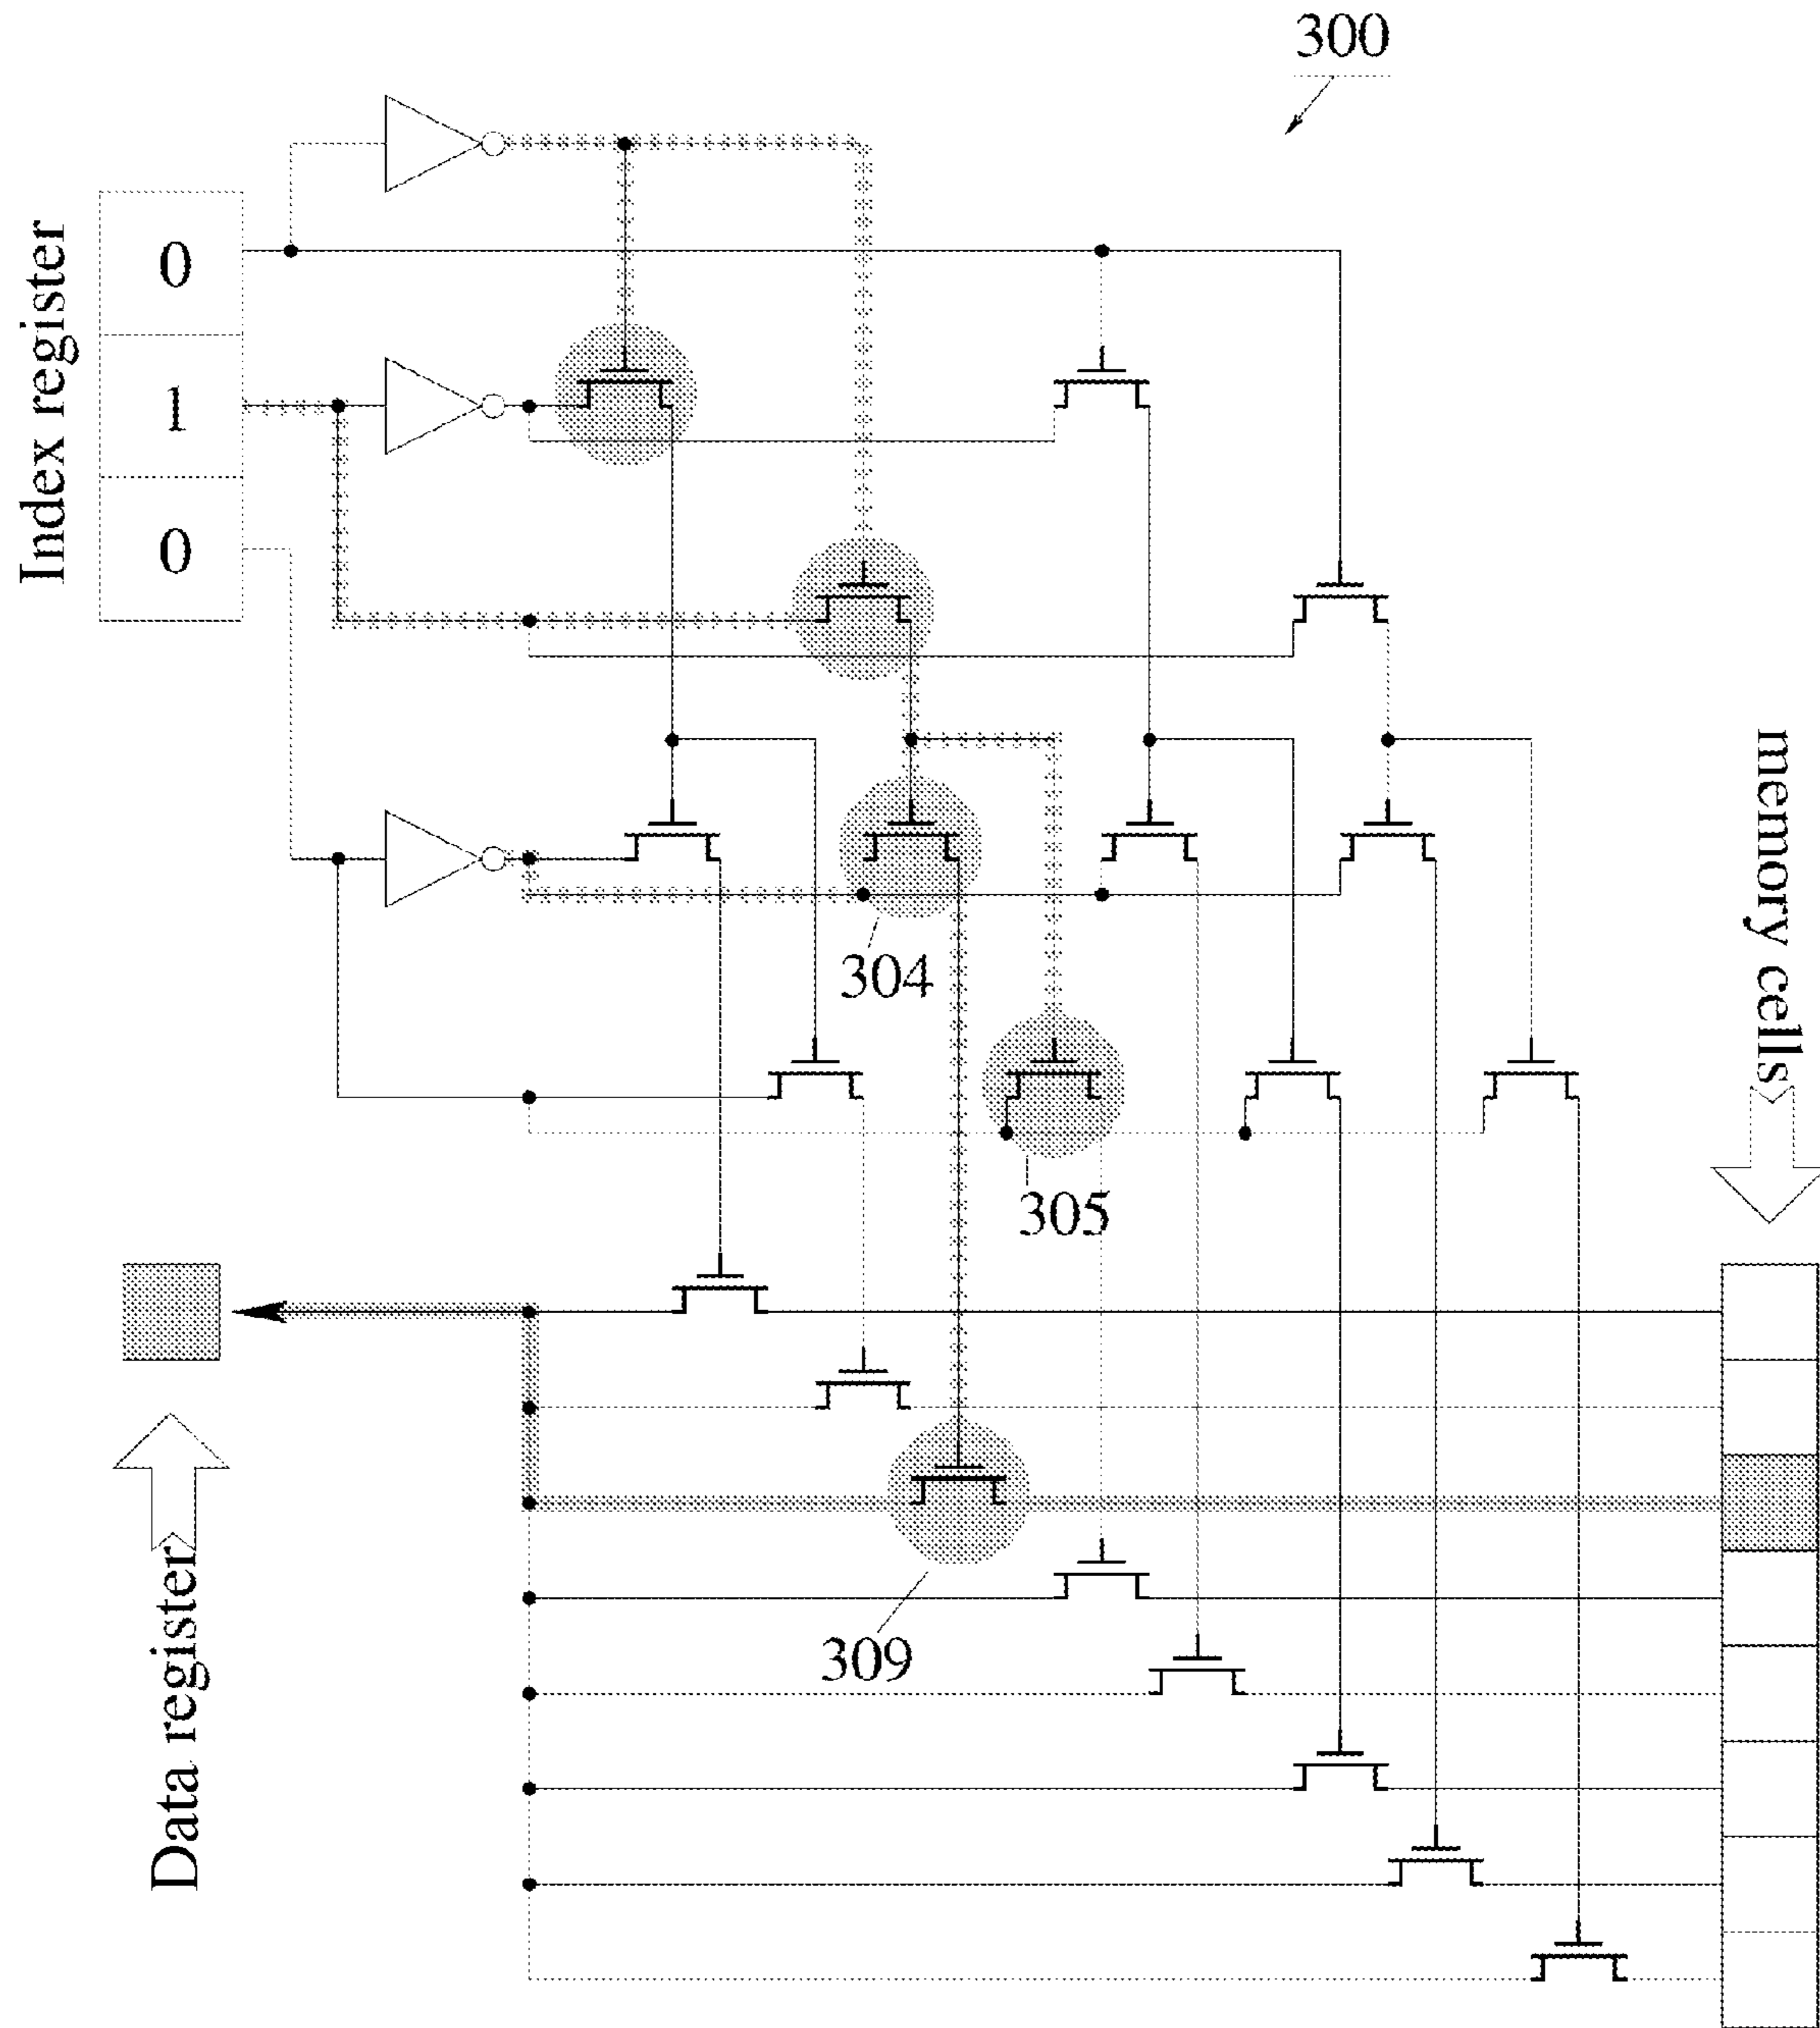 300
Index register
0
1
0
memory cells
304
305
309
Data register